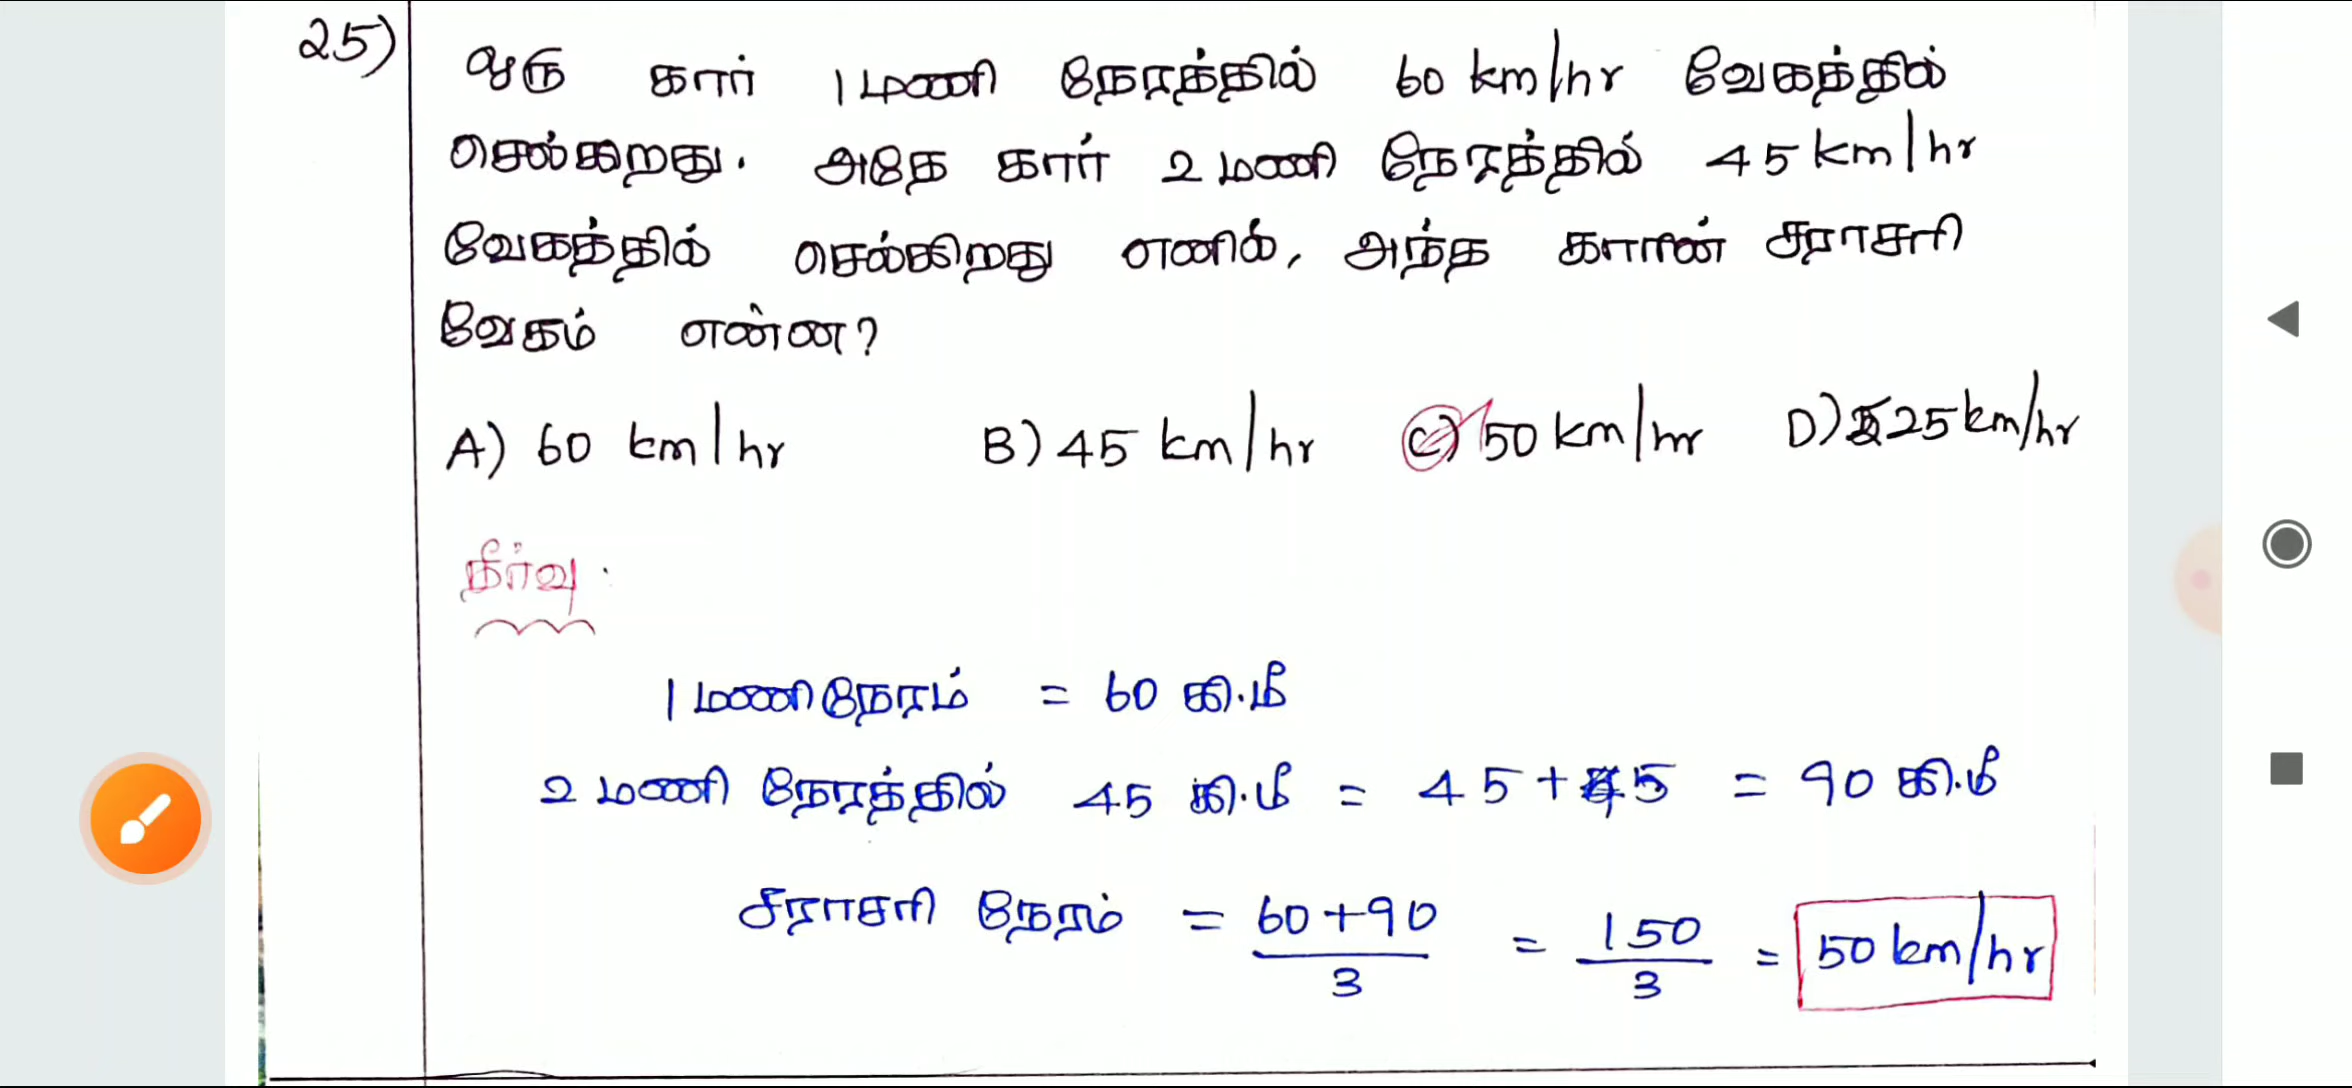 25) ஒரு கார் 1 மணி நேரத்தில் 60 km/hr வேகத்தில்
செல்கிறது. அதே கார் 2 மணி நேரத்தில் 45 km/hr
வேகத்தில் செல்கிறது எனில், அந்த காரின் சராசரி
வேகம் என்ன?
A) 60 km/hr B) 45 km/hr C) 50 km/hr D) 25 km/hr
தீர்வு :
1 மணிநேரம் = 60 கி.மீ
2 மணி நேரத்தில் 45 கி.மீ = 45 + 45 = 90 கி.மீ
சராசரி நேரம் = 60+90 / 3 = 150 / 3 = 50 km/hr